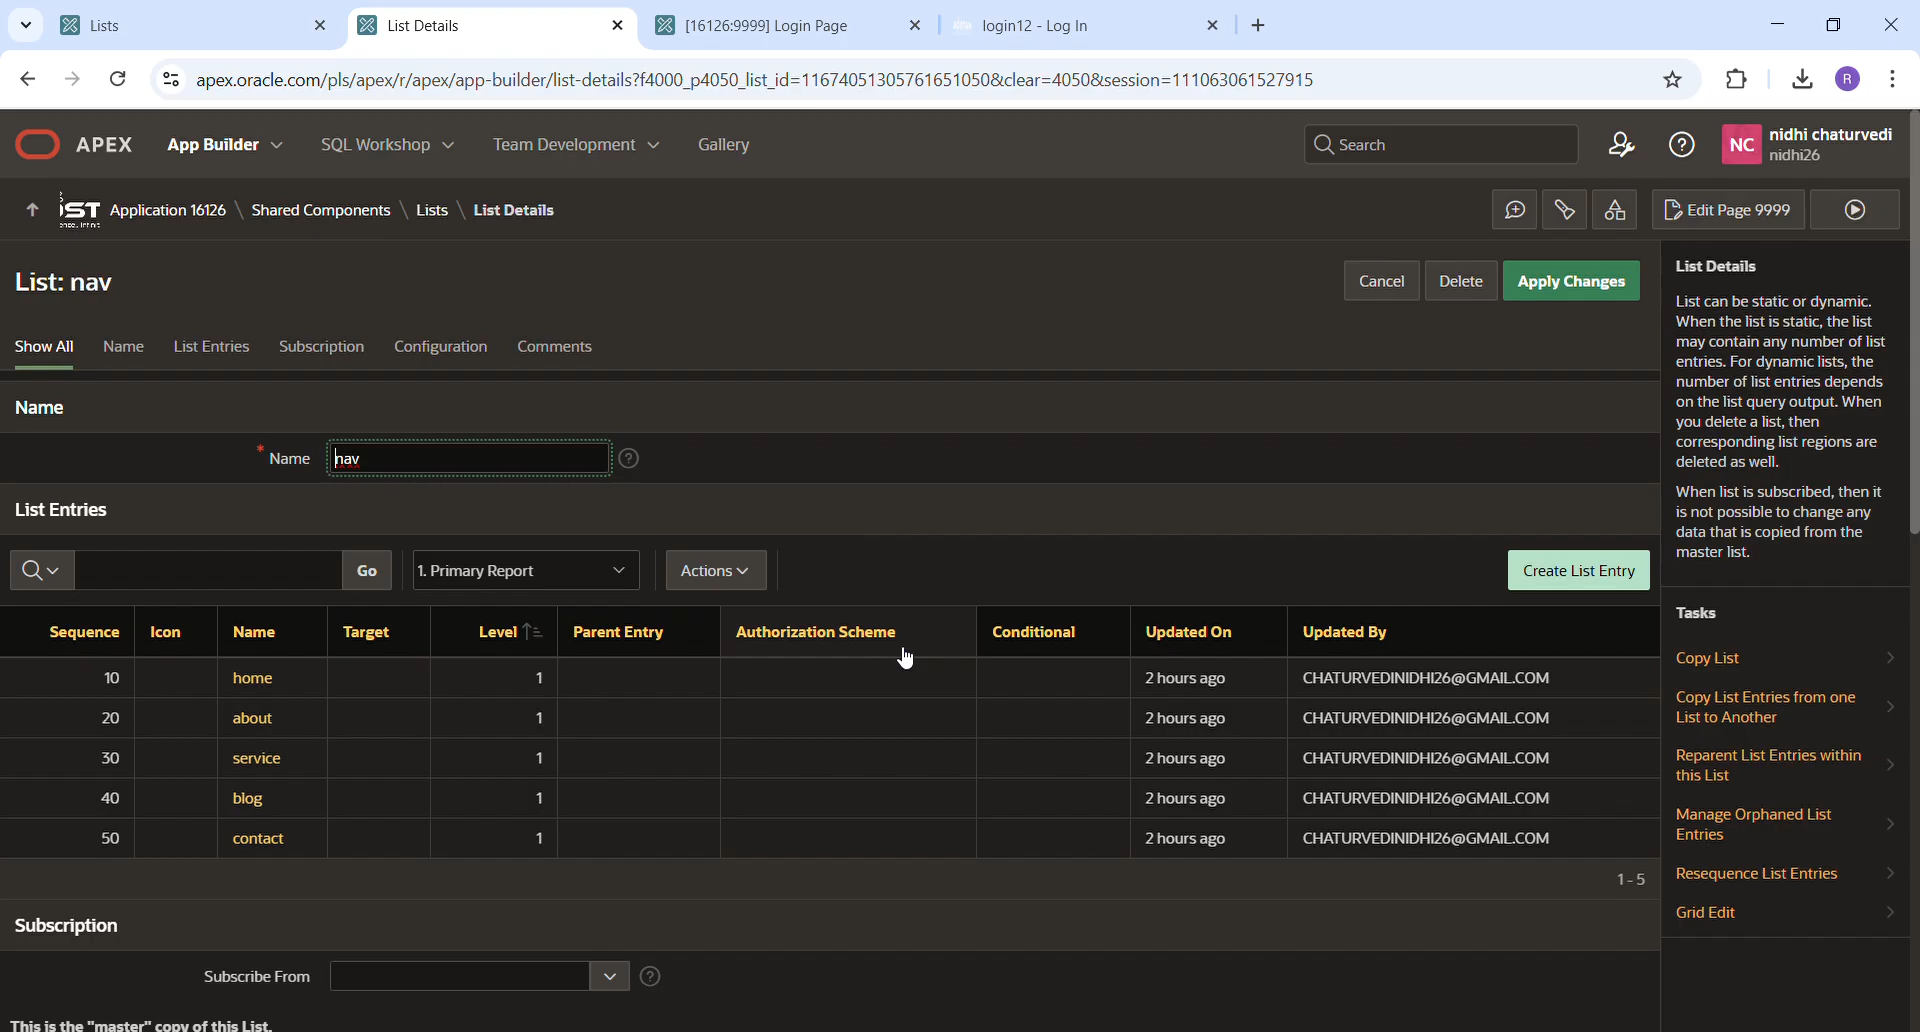 Lists
List Details
[16126:9999] Login Page
login12 - Log In
apex.oracle.com/pls/apex/r/apex/app-builder/list-details?f4000_p4050_list_id=11674051305761651050&clear=4050&session=111063061527915
R
APEX
App Builder
SQL Workshop
Team Development
Gallery
Search
NC
nidhi chaturvedi
nidhi26
Application 16126 \ Shared Components \ Lists \ List Details
Edit Page 9999
List: nav
Cancel
Delete
Apply Changes
Show All
Name
List Entries
Subscription
Configuration
Comments
Name
* Name
nav
List Entries
Go
1. Primary Report
Actions
Create List Entry
Sequence Icon Name Target Level Parent Entry Authorization Scheme Conditional Updated On Updated By
10 home 1 2 hours ago CHATURVEDINIDHI26@GMAIL.COM
20 about 1 2 hours ago CHATURVEDINIDHI26@GMAIL.COM
30 service 1 2 hours ago CHATURVEDINIDHI26@GMAIL.COM
40 blog 1 2 hours ago CHATURVEDINIDHI26@GMAIL.COM
50 contact 1 2 hours ago CHATURVEDINIDHI26@GMAIL.COM
1 - 5
Subscription
Subscribe From
This is the "master" copy of this List.
List Details
List can be static or dynamic.
When the list is static, the list
may contain any number of list
entries. For dynamic lists, the
number of list entries depends
on the list query output. When
you delete a list, then
corresponding list regions are
deleted as well.
When list is subscribed, then it
is not possible to change any
data that is copied from the
master list.
Tasks
Copy List
Copy List Entries from one
List to Another
Reparent List Entries within
this List
Manage Orphaned List
Entries
Resequence List Entries
Grid Edit